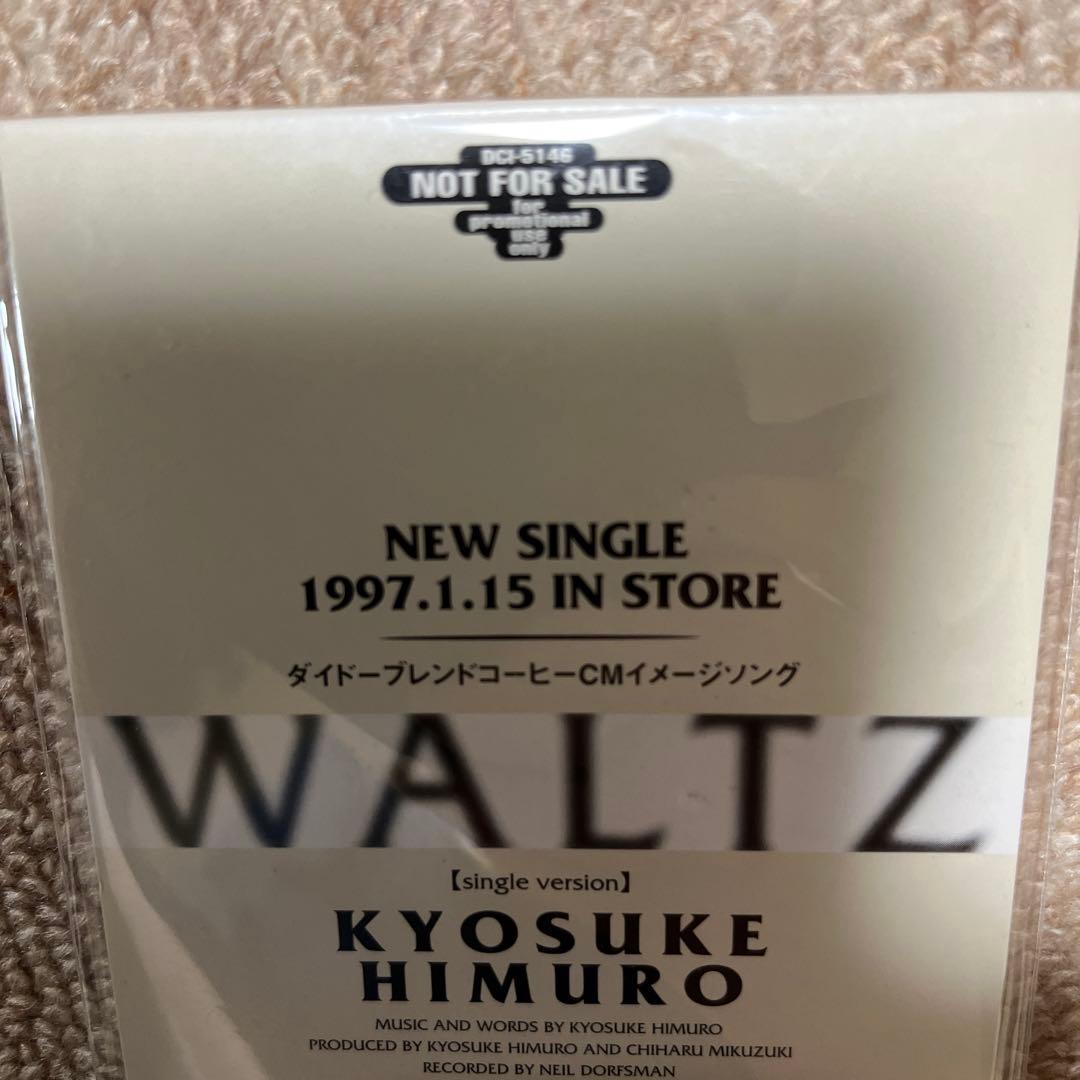 DCI-5146
NOT FOR SALE
for
promotional
use
only
NEW SINGLE
1997.1.15 IN STORE
ダイドーブレンドコーヒーCMイメージソング
WALTZ
【single version】
KYOSUKE
HIMURO
MUSIC AND WORDS BY KYOSUKE HIMURO
PRODUCED BY KYOSUKE HIMURO AND CHIHARU MIKUZUKI
RECORDED BY NEIL DORFSMAN